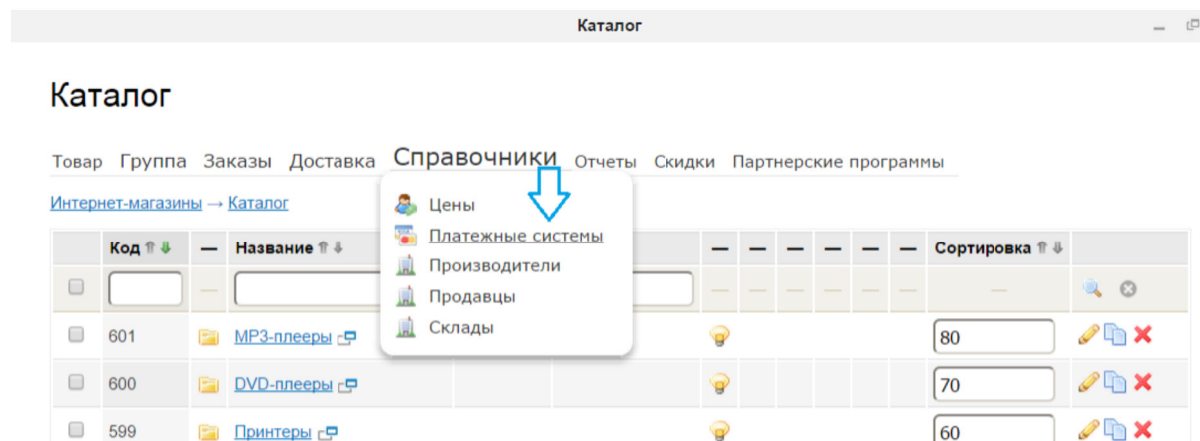 Каталог
Каталог
Товар Группа Заказы Доставка Справочники Отчеты Скидки Партнерские программы
Интернет-магазины → Каталог
Цены
Платежные системы
Производители
Продавцы
Склады
Код — Название — — — — — — Сортировка
— — — — — — — —
601 MP3-плееры 80
600 DVD-плееры 70
599 Принтеры 60